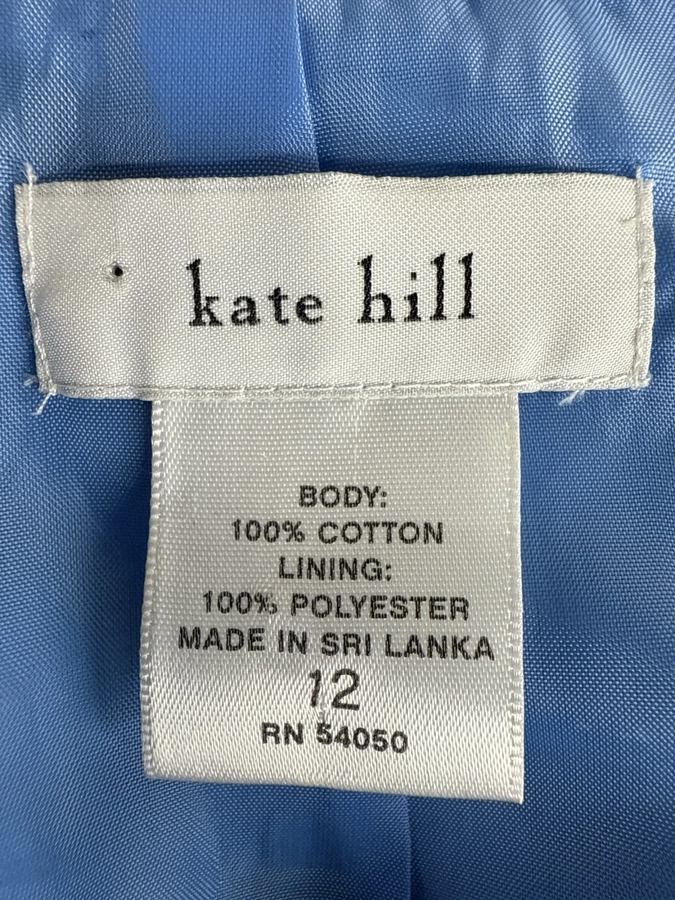 kate hill
BODY:
100% COTTON
LINING:
100% POLYESTER
MADE IN SRI LANKA
12
RN 54050